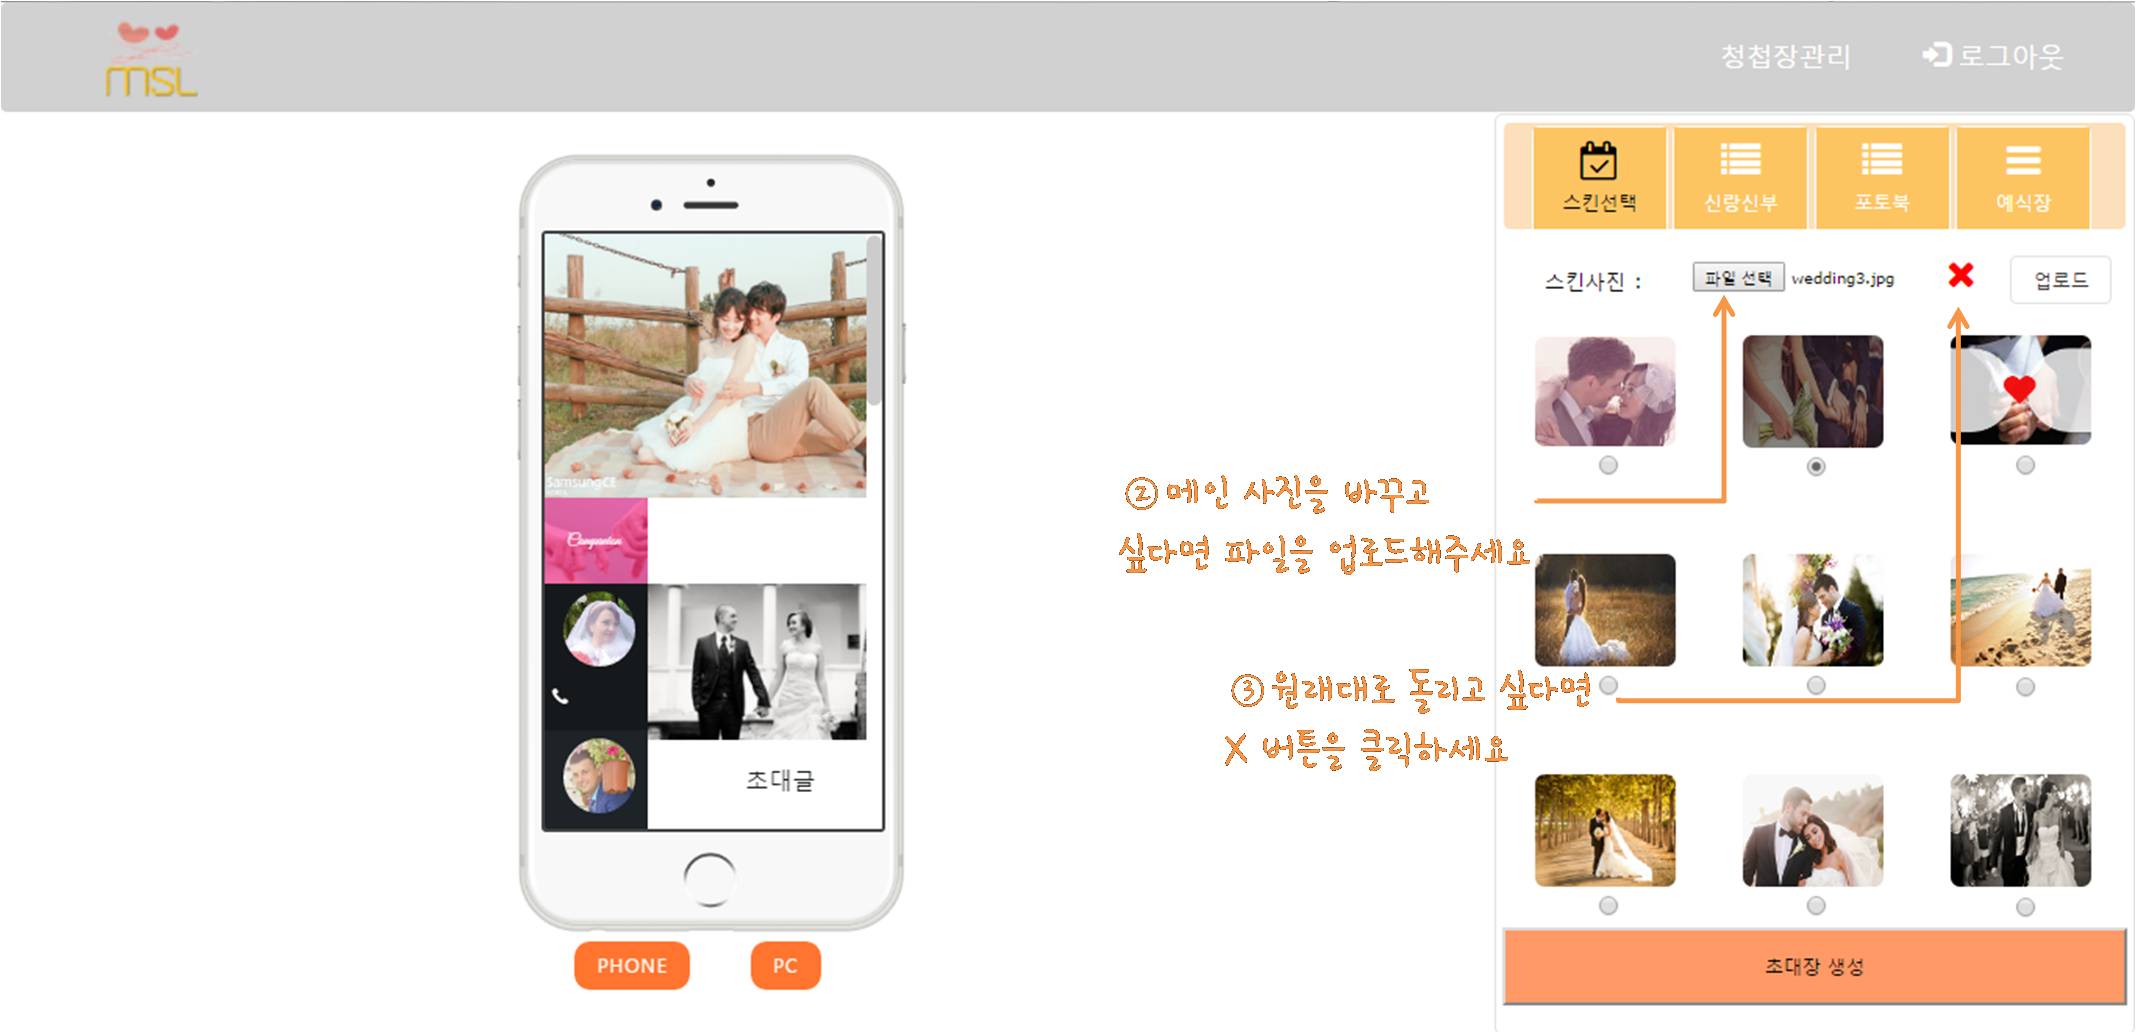 MSL
청첩장관리
로그아웃
스킨선택
신랑신부
포토북
예식장
스킨사진 :
파일 선택
wedding3.jpg
업로드
SamsungCE
Companion
초대글
② 메인 사진을 바꾸고
싶다면 파일을 업로드해주세요
③ 원래대로 돌리고 싶다면
X 버튼을 클릭하세요
PHONE
PC
초대장 생성